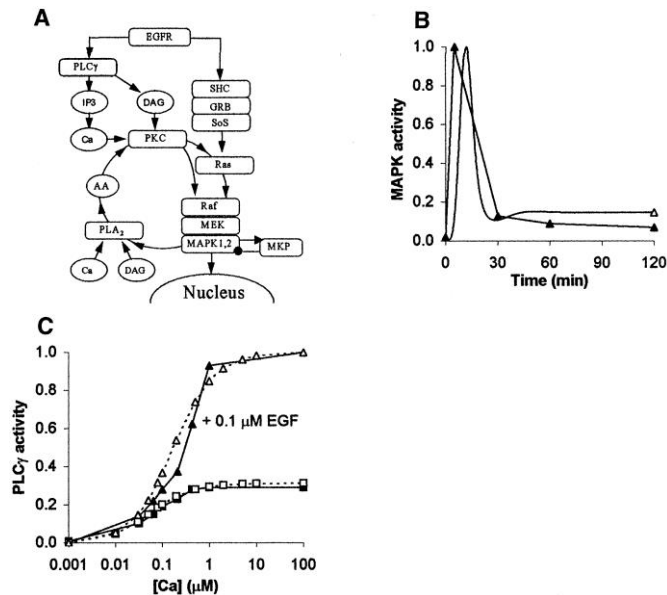 A
EGFR
PLCγ
SHC
IP3
DAG
GRB
SoS
Ca
PKC
Ras
AA
Raf
MEK
PLA2
MAPK1,2
MKP
Ca
DAG
Nucleus
B
MAPK activity
1.0
0.8
0.6
0.4
0.2
0.0
0 30 60 90 120
Time (min)
C
PLCγ activity
1.0
0.8
0.6
0.4
0.2
0.0
+ 0.1 μM EGF
0.001 0.01 0.1 1 10 100
[Ca] (μM)